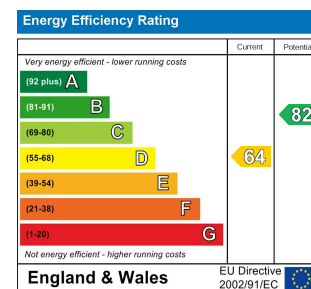 Energy Efficiency Rating
Current Potentia
Very energy efficient - lower running costs
(92 plus) A
(81-91) B
82
(69-80) C
(55-68) D
64
(39-54) E
(21-38) F
(1-20) G
Not energy efficient - higher running costs
England & Wales
EU Directive
2002/91/EC